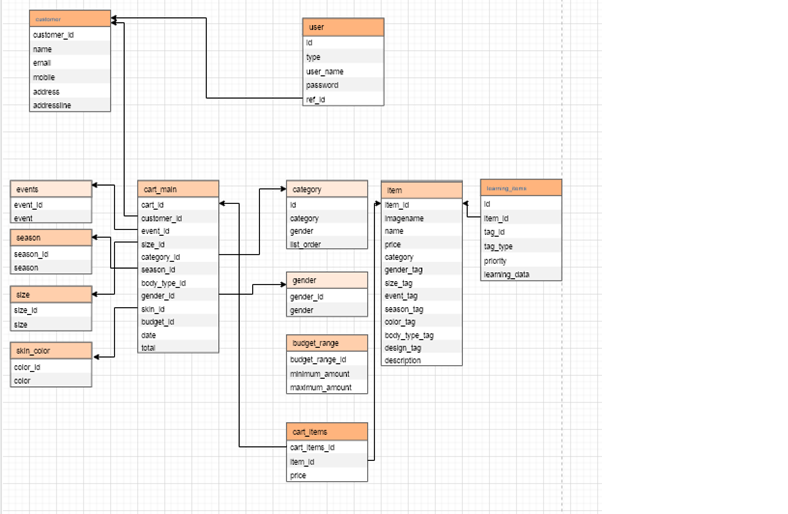 customer
customer_id
name
email
mobile
address
addressline
user
id
type
user_name
password
ref_id
events
event_id
event
season
season_id
season
size
size_id
size
skin_color
color_id
color
cart_main
cart_id
customer_id
event_id
size_id
category_id
season_id
body_type_id
gender_id
skin_id
budget_id
date
total
category
id
category
gender
list_order
gender
gender_id
gender
budget_range
budget_range_id
minimum_amount
maximum_amount
cart_items
cart_items_id
item_id
price
item
item_id
imagename
name
price
category
gender_tag
size_tag
event_tag
season_tag
color_tag
body_type_tag
design_tag
description
learning_items
id
item_id
tag_id
tag_type
priority
learning_data